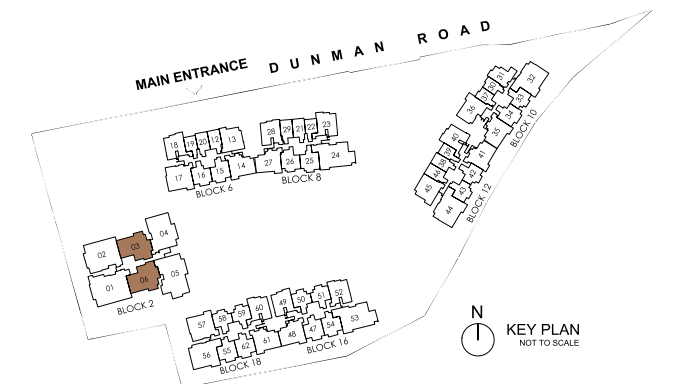 DUNMAN ROAD
MAIN ENTRANCE
18 19 20 12 13
17 16 15 14
BLOCK 6
28 29 21 22 23
27 26 25 24
BLOCK 8
31 32
30
37 33
36 34
35
BLOCK 10
40
39 41
38
46 42
45 43
44
BLOCK 12
02 03 04
01 06 05
BLOCK 2
57 58 59 60
56 55 62 61
BLOCK 18
49 50 51 52
48 47 54 53
BLOCK 16
N
KEY PLAN
NOT TO SCALE